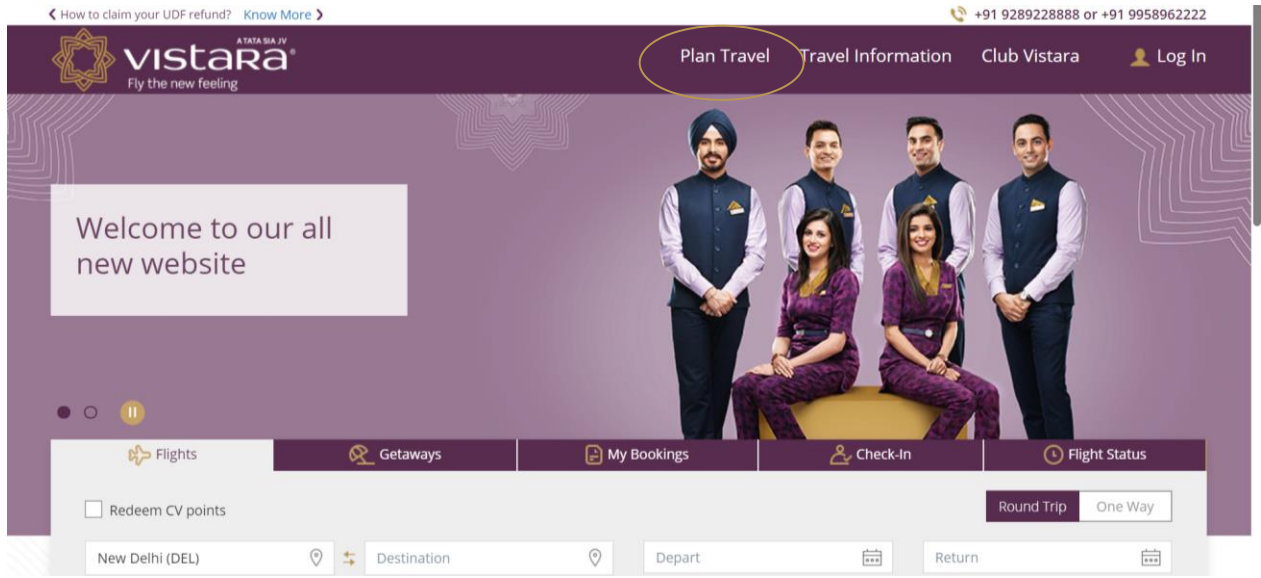 How to claim your UDF refund? Know More
+91 9289228888 or +91 9958962222
A TATA SIA JV
VISTARA
Fly the new feeling
Plan Travel
Travel Information
Club Vistara
Log In
Welcome to our all
new website
Flights
Getaways
My Bookings
Check-In
Flight Status
Redeem CV points
Round Trip
One Way
New Delhi (DEL)
Destination
Depart
Return